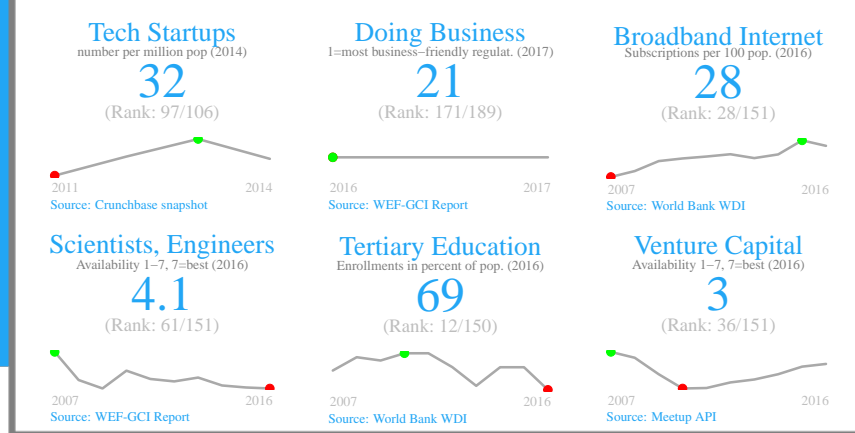 Tech Startups
number per million pop (2014)
32
(Rank: 97/106)
2011 2014
Source: Crunchbase snapshot
Doing Business
1=most business−friendly regulat. (2017)
21
(Rank: 171/189)
2016 2017
Source: WEF-GCI Report
Broadband Internet
Subscriptions per 100 pop. (2016)
28
(Rank: 28/151)
2007 2016
Source: World Bank WDI
Scientists, Engineers
Availability 1−7, 7=best (2016)
4.1
(Rank: 61/151)
2007 2016
Source: WEF-GCI Report
Tertiary Education
Enrollments in percent of pop. (2016)
69
(Rank: 12/150)
2007 2016
Source: World Bank WDI
Venture Capital
Availability 1−7, 7=best (2016)
3
(Rank: 36/151)
2007 2016
Source: Meetup API